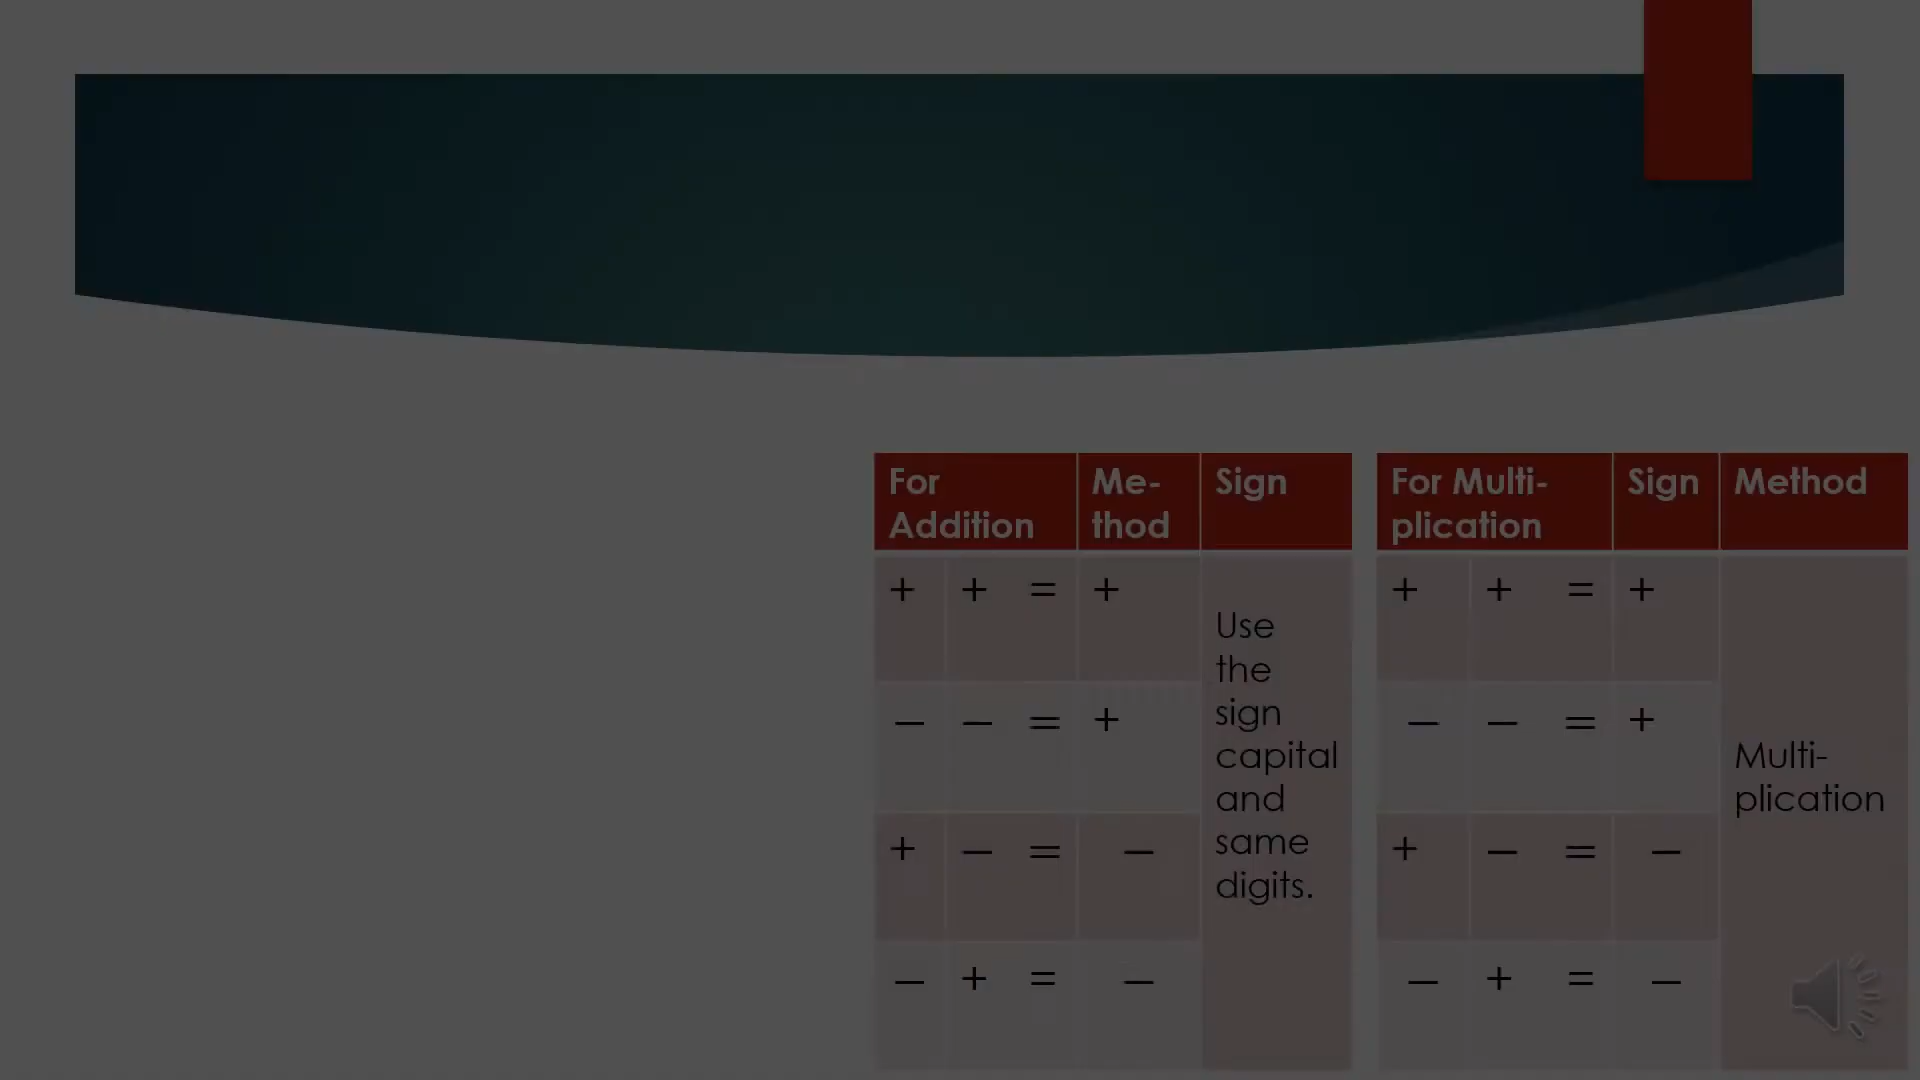 For Addition
Me-
thod
Sign
+ + = +
– – = +
+ – = –
– + = –
Use
the
sign
capital
and
same
digits.
For Multi-
plication
Sign
Method
+ + = +
– – = +
+ – = –
– + = –
Multi-
plication